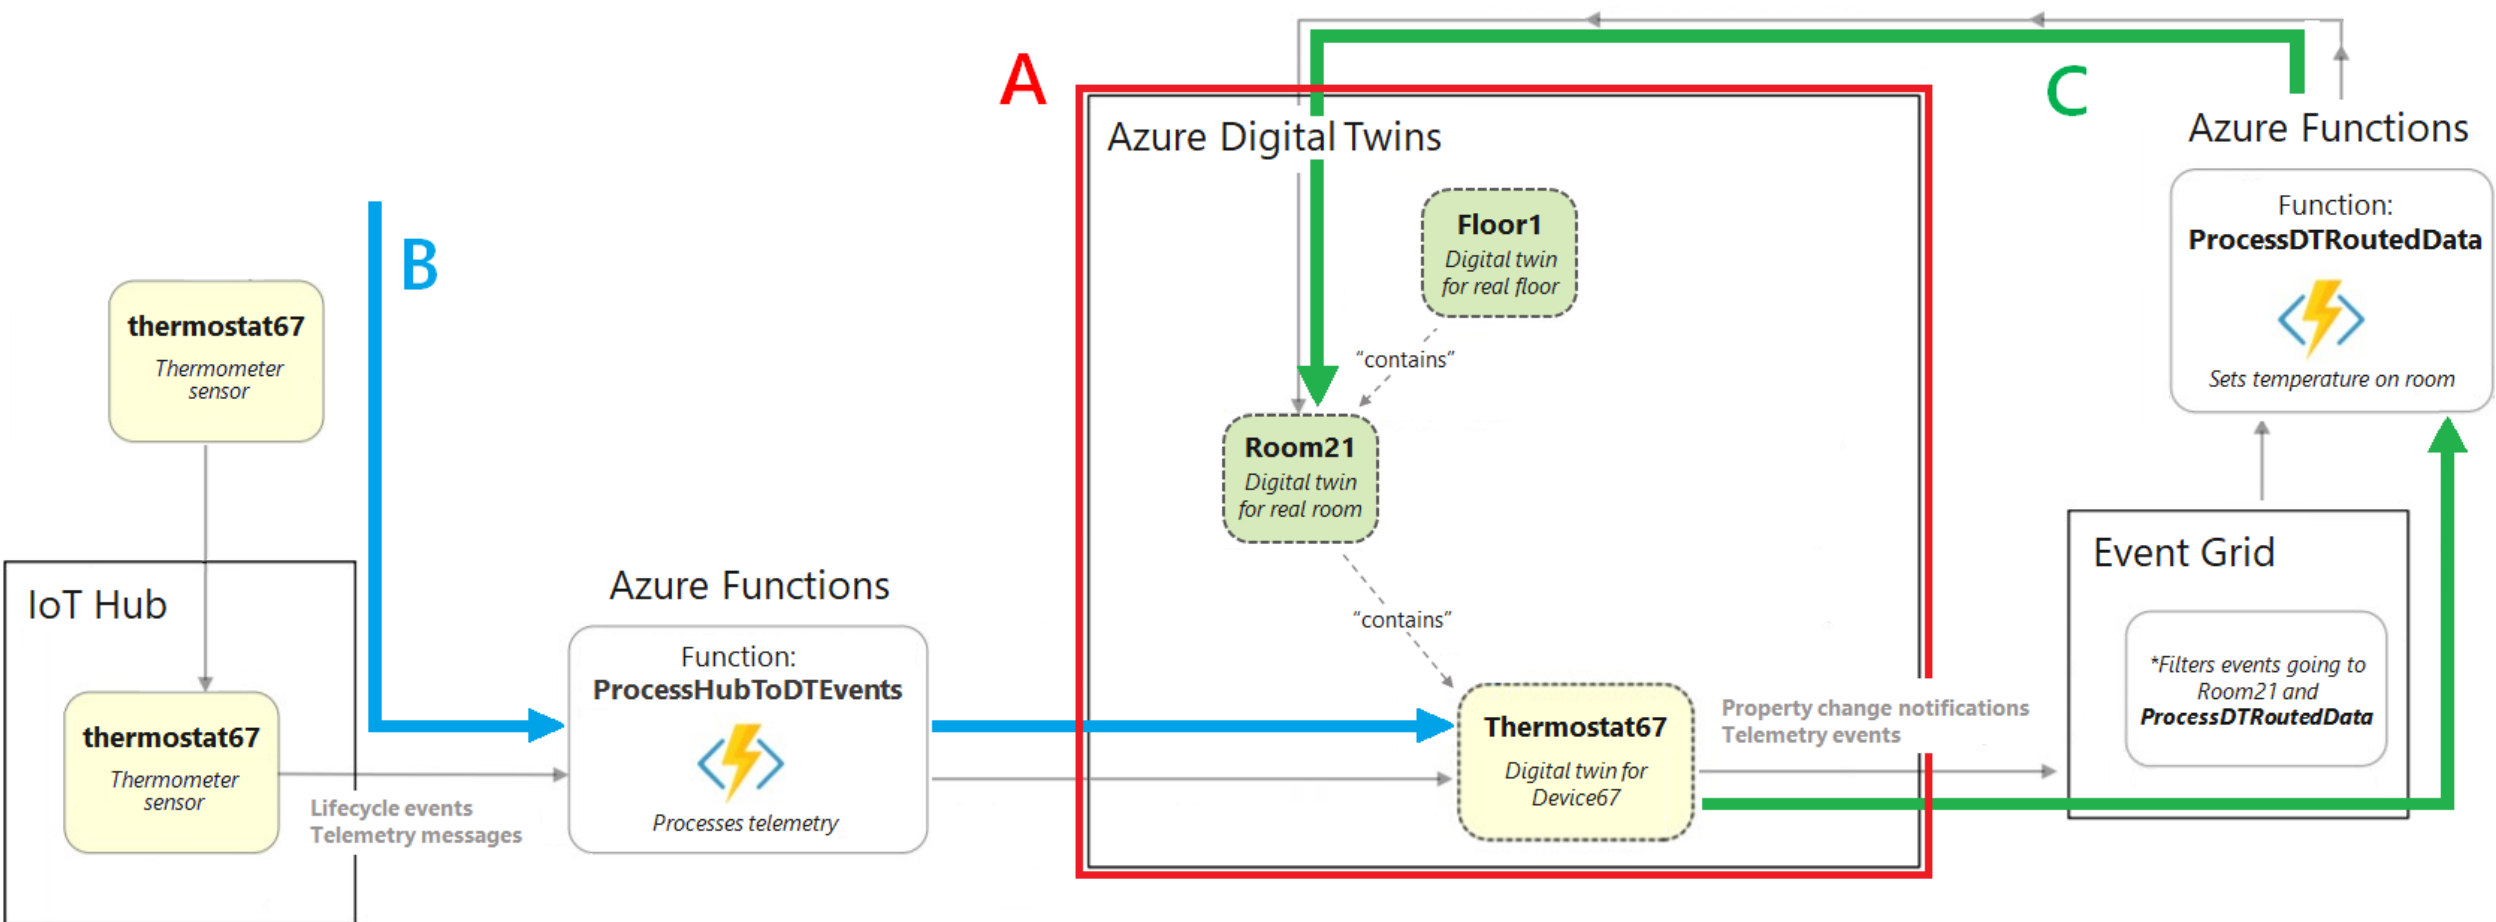 A
C
Azure Digital Twins
Azure Functions
Floor1
Digital twin
for real floor
Function:
ProcessDTRoutedData
Sets temperature on room
B
thermostat67
Thermometer
sensor
“contains”
Room21
Digital twin
for real room
“contains”
IoT Hub
thermostat67
Thermometer
sensor
Lifecycle events
Telemetry messages
Azure Functions
Function:
ProcessHubToDTEvents
Processes telemetry
Thermostat67
Digital twin for
Device67
Property change notifications
Telemetry events
Event Grid
*Filters events going to
Room21 and
ProcessDTRoutedData